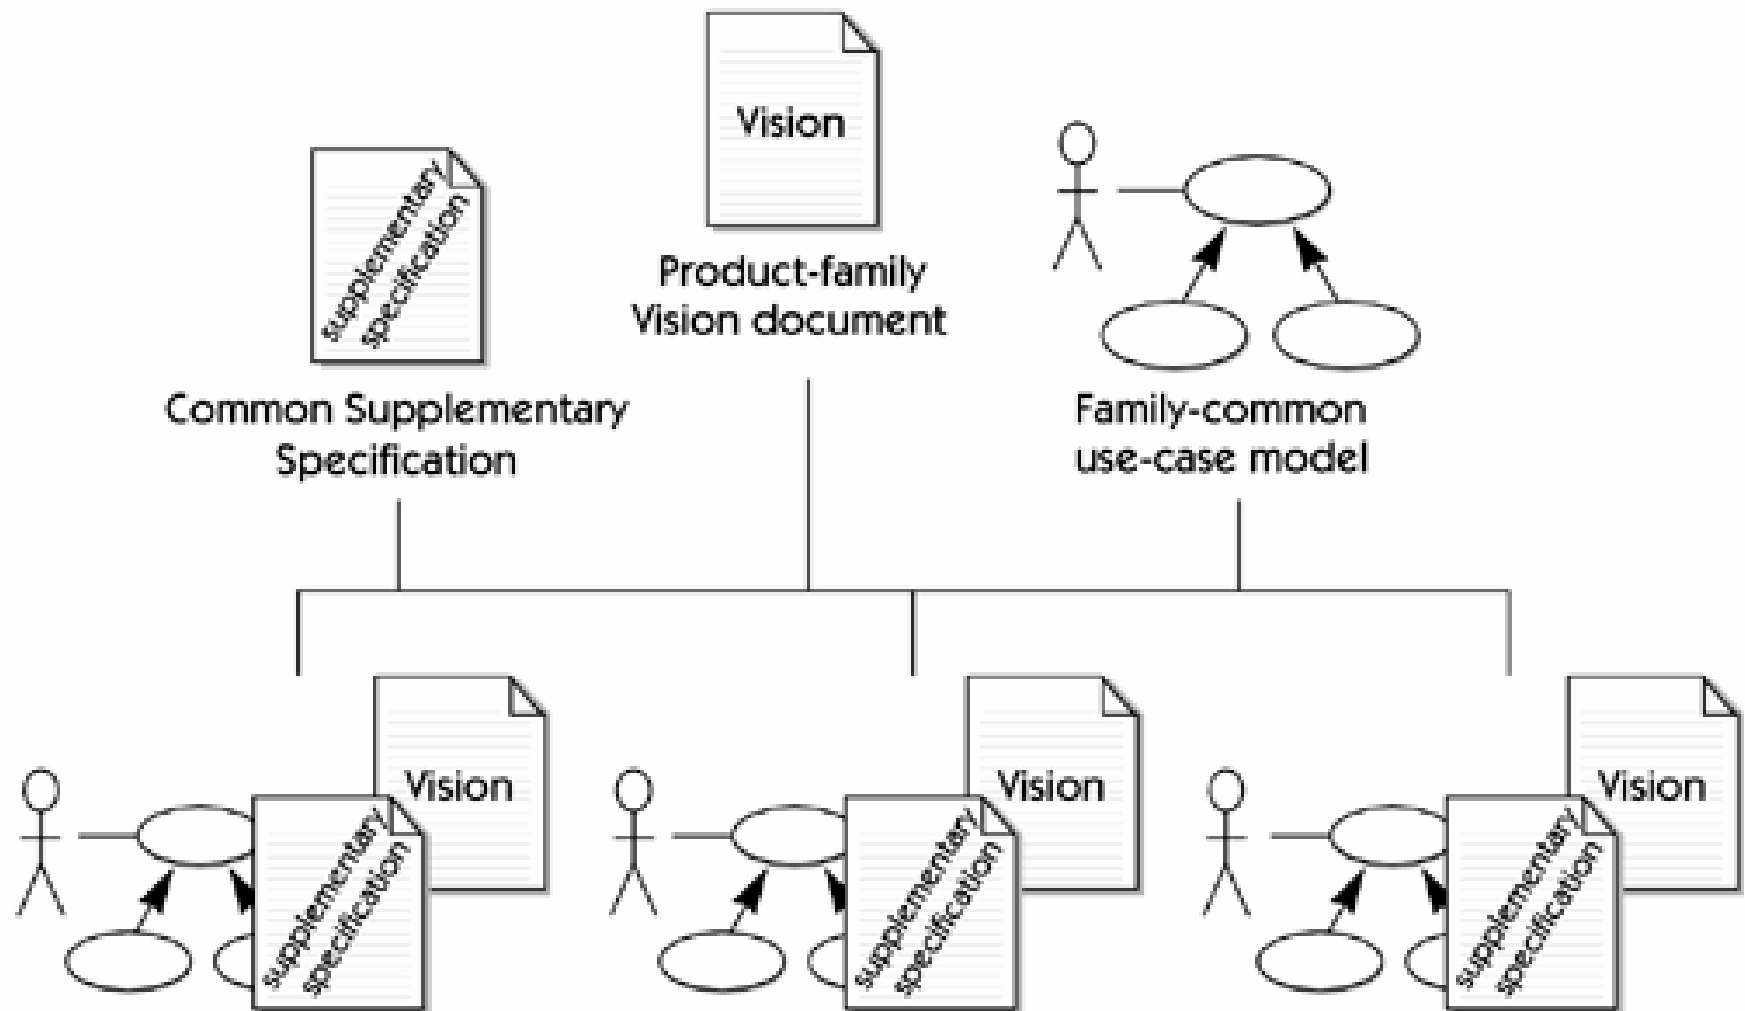 Vision
Product-family
Vision document
supplementary
specification
Common Supplementary
Specification
Family-common
use-case model
Vision
supplementary
specification
Vision
supplementary
specification
Vision
supplementary
specification